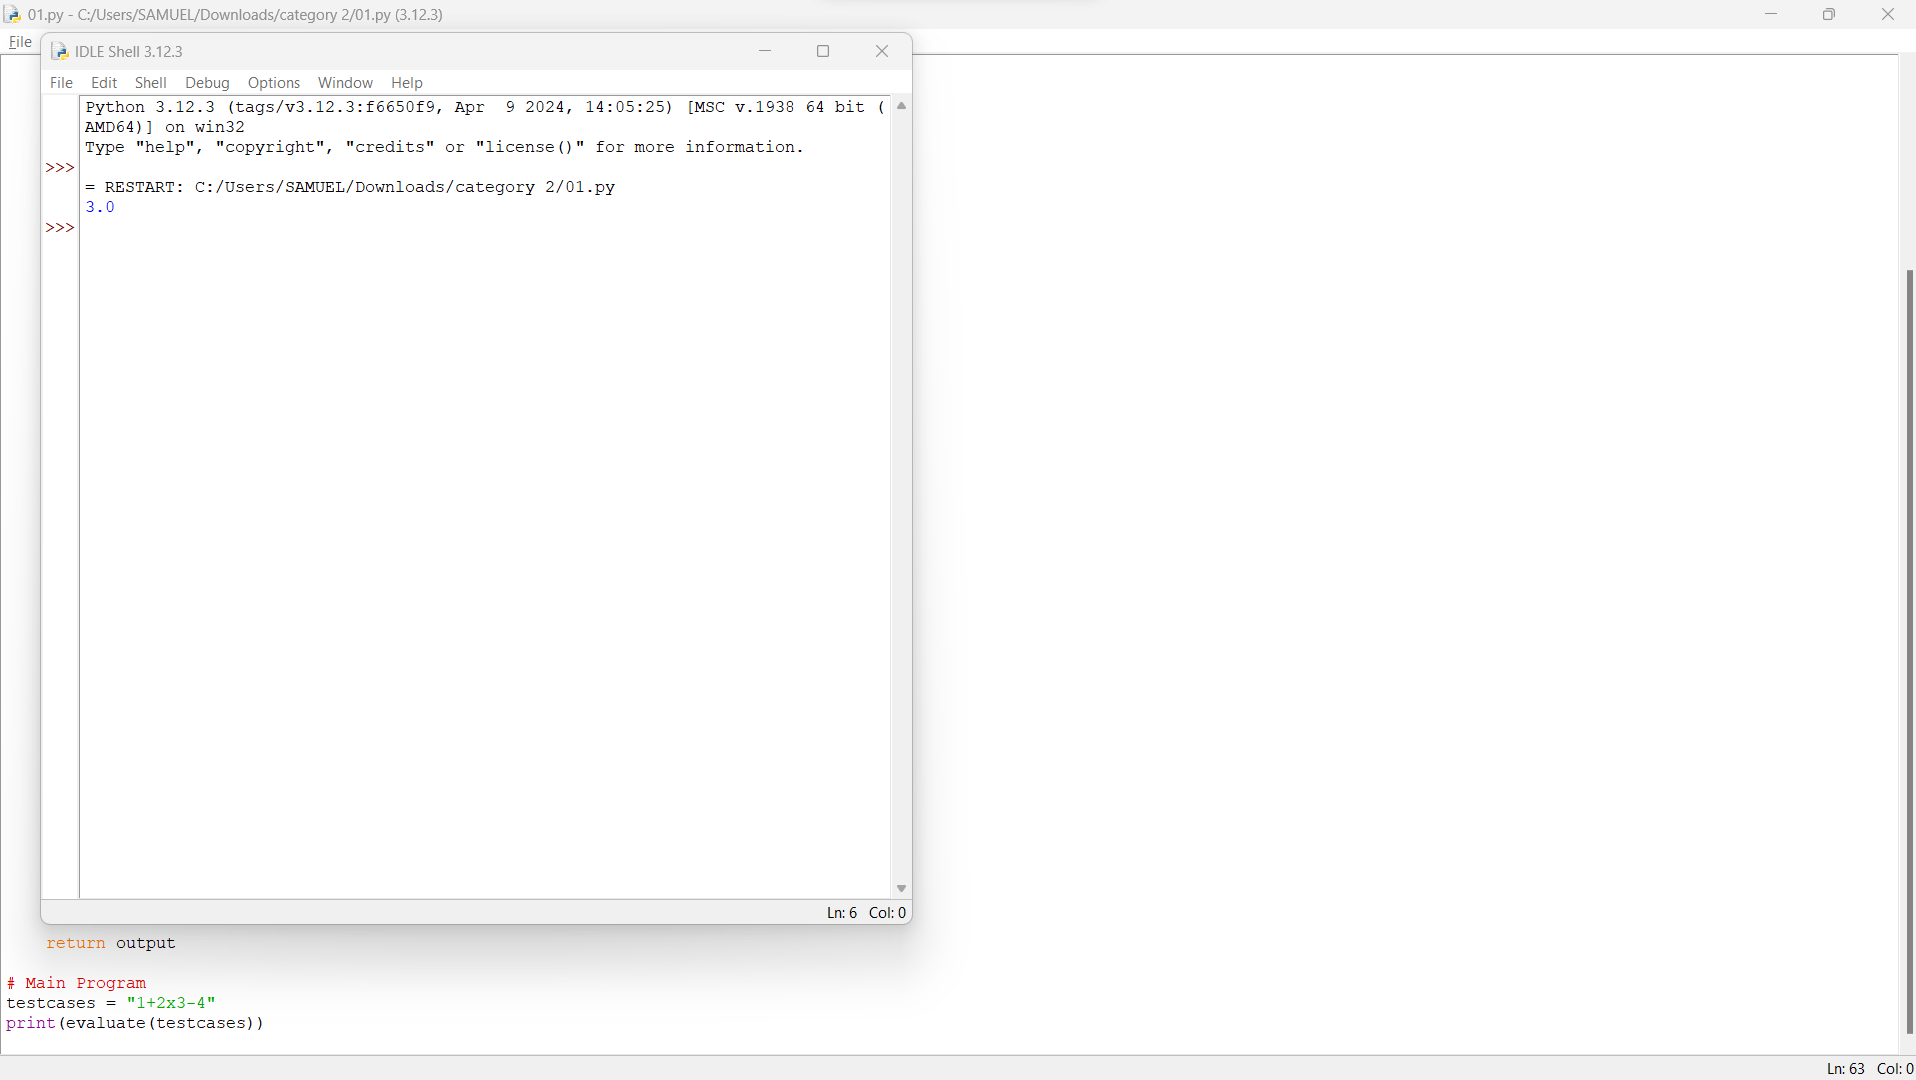 01.py - C:/Users/SAMUEL/Downloads/category 2/01.py (3.12.3)
File
IDLE Shell 3.12.3
File Edit Shell Debug Options Window Help
Python 3.12.3 (tags/v3.12.3:f6650f9, Apr  9 2024, 14:05:25) [MSC v.1938 64 bit (
AMD64)] on win32
Type "help", "copyright", "credits" or "license()" for more information.
>>>
= RESTART: C:/Users/SAMUEL/Downloads/category 2/01.py
3.0
>>>
Ln: 6 Col: 0
return output
# Main Program
testcases = "1+2x3-4"
print(evaluate(testcases))
Ln: 63 Col: 0